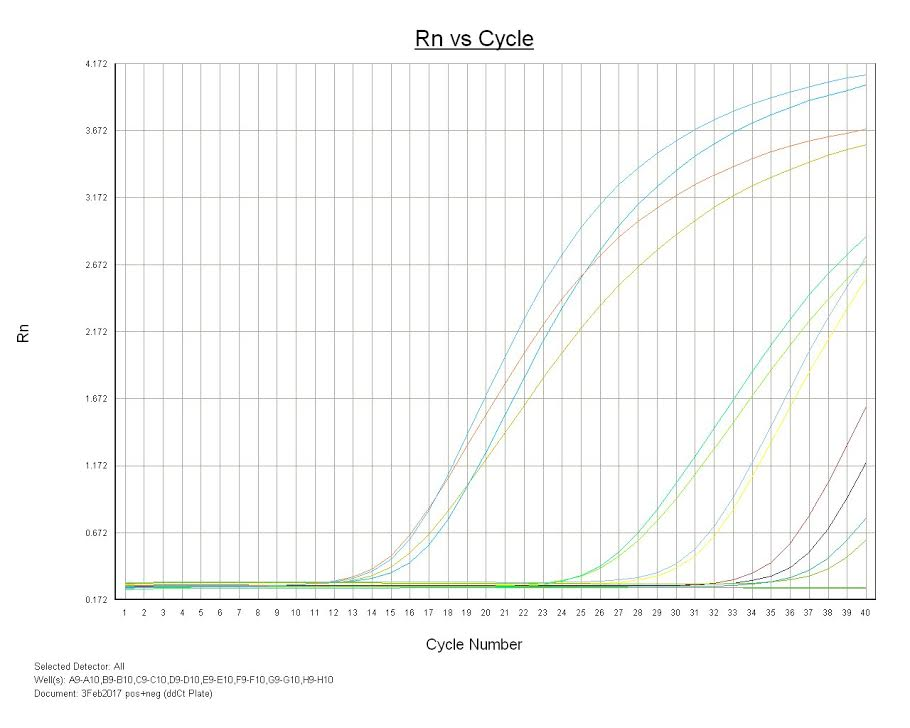 Rn vs Cycle
4.172
3.672
3.172
2.672
2.172
1.672
1.172
0.672
0.172
Rn
1 2 3 4 5 6 7 8 9 10 11 12 13 14 15 16 17 18 19 20 21 22 23 24 25 26 27 28 29 30 31 32 33 34 35 36 37 38 39 40
Cycle Number
Selected Detector: All
Well(s): A9-A10,B9-B10,C9-C10,D9-D10,E9-E10,F9-F10,G9-G10,H9-H10
Document: 3Feb2017 pos+neg (ddCt Plate)